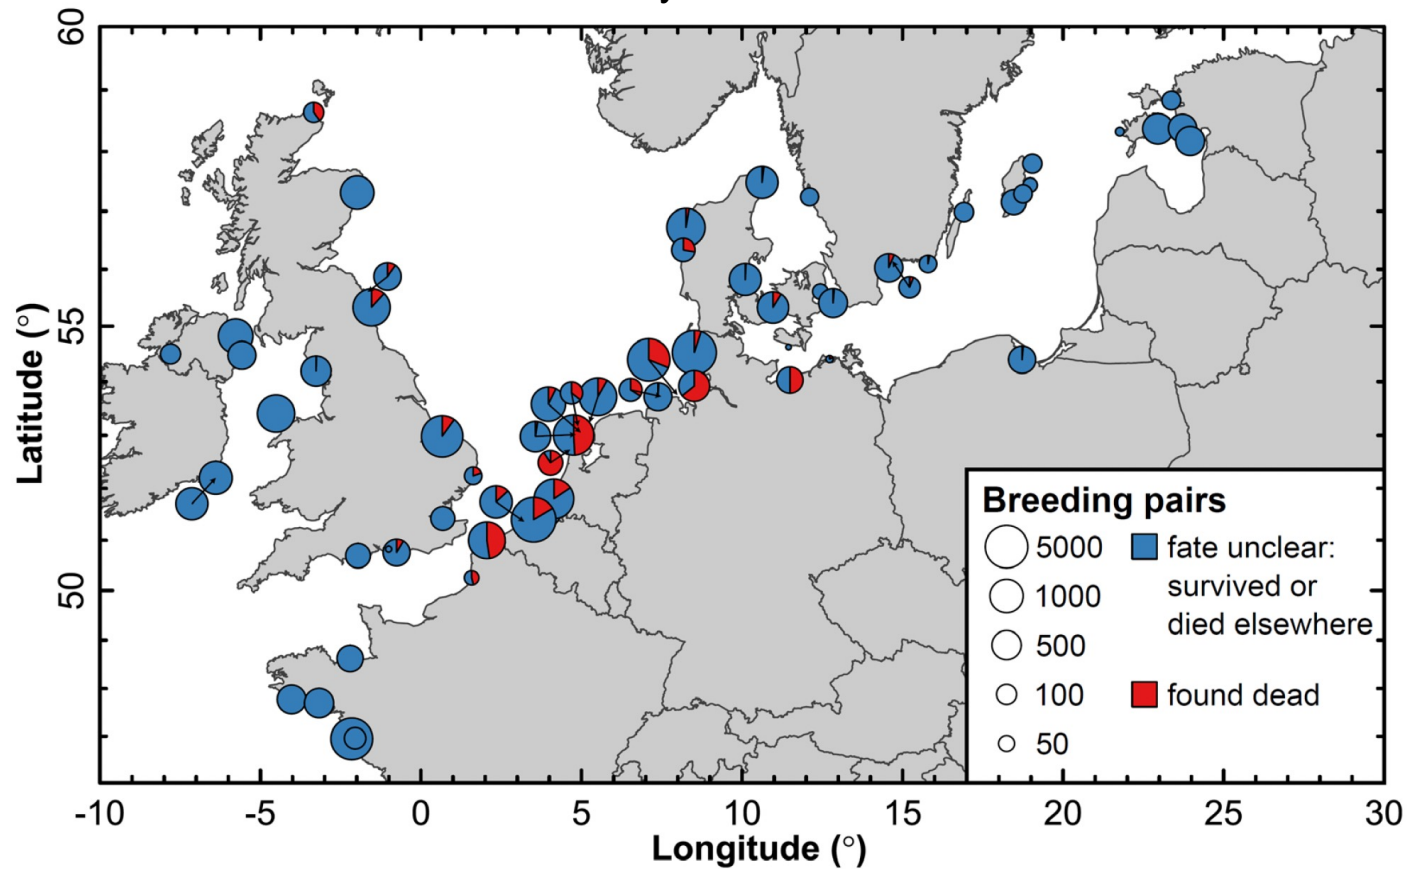 60
55
50
Latitude (°)
-10 -5 0 5 10 15 20 25 30
Longitude (°)
Breeding pairs
5000
1000
500
100
50
fate unclear:
survived or
died elsewhere
found dead